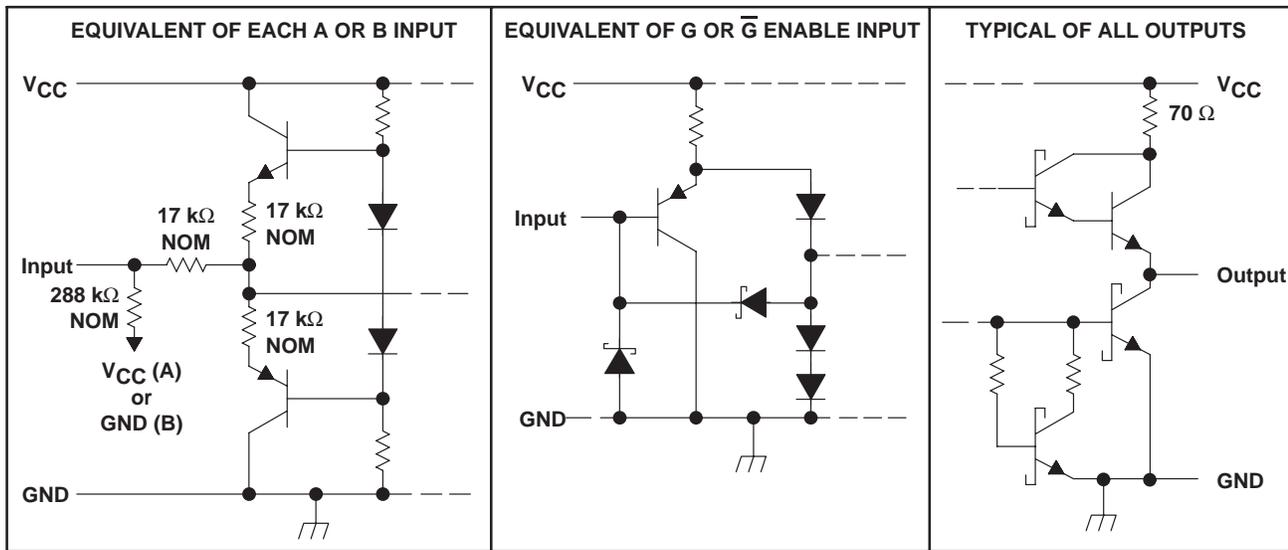 EQUIVALENT OF EACH A OR B INPUT
VCC
17 kΩ
NOM
17 kΩ
NOM
Input
288 kΩ
NOM
17 kΩ
NOM
VCC (A)
or
GND (B)
GND
EQUIVALENT OF G OR G̅ ENABLE INPUT
VCC
Input
GND
TYPICAL OF ALL OUTPUTS
VCC
70 Ω
Output
GND